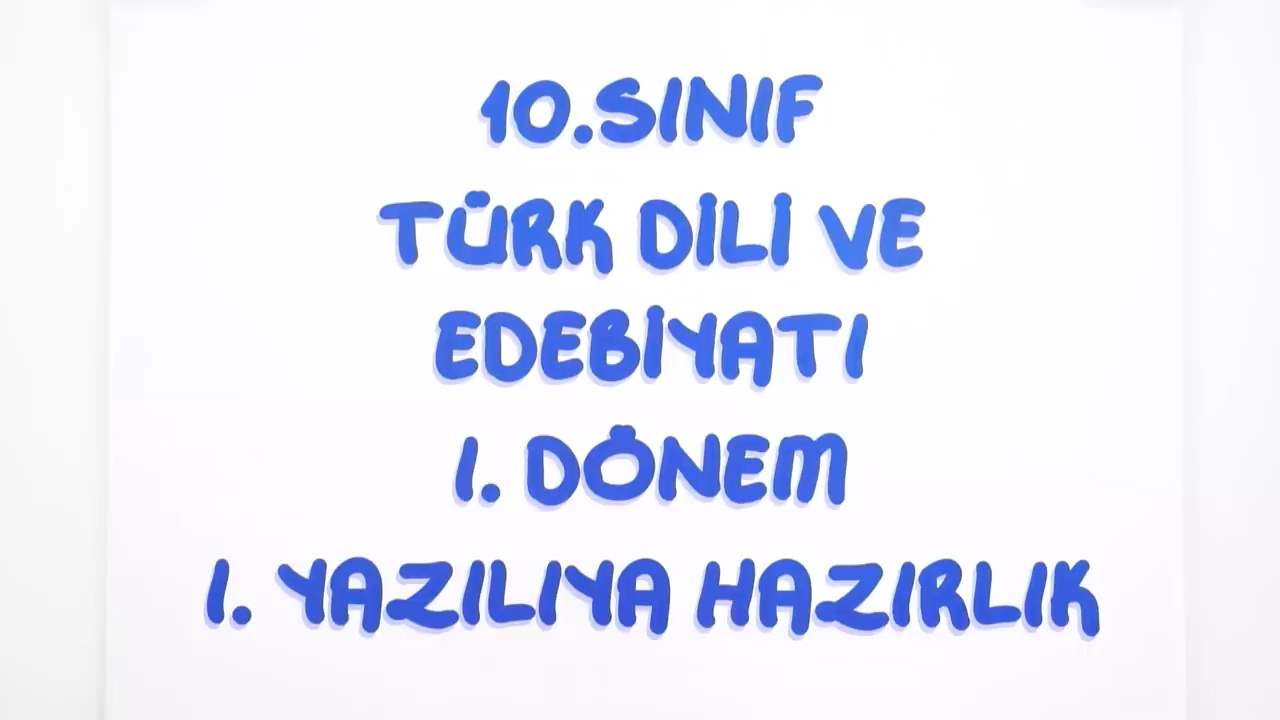 10.SINIF
TÜRK DİLİ VE
EDEBİYATI
1. DÖNEM
1. YAZILIYA HAZIRLIK